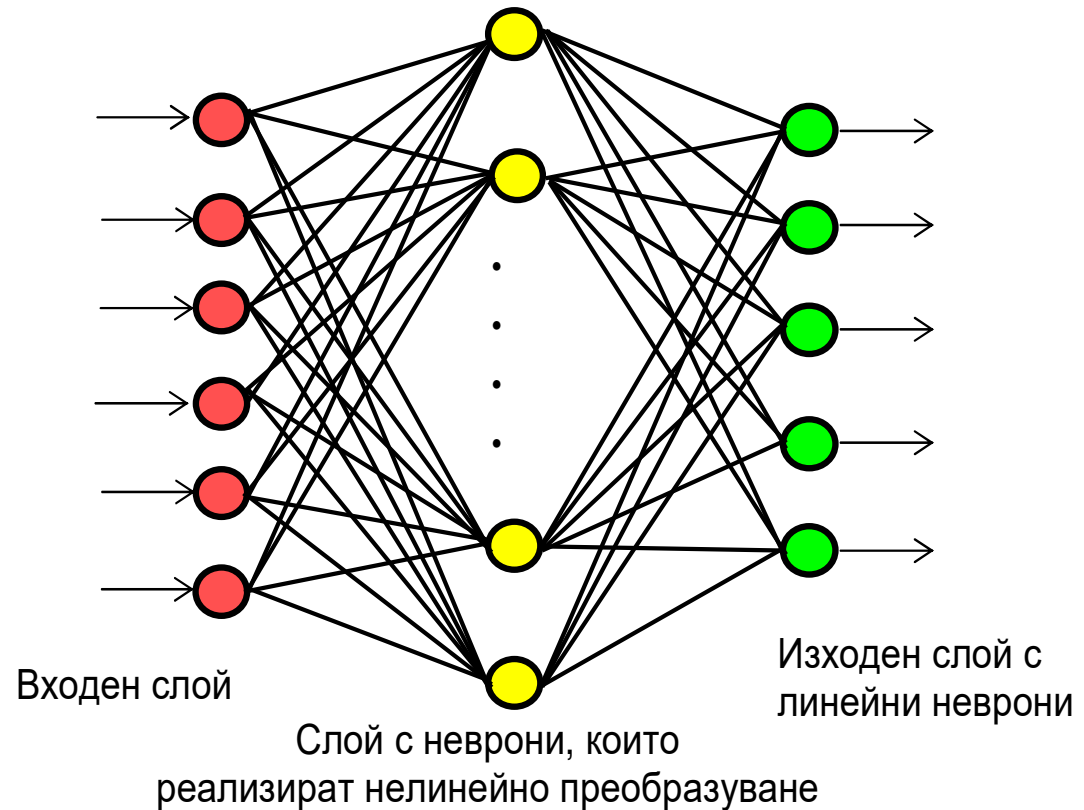 Входен слой
Изходен слой с
линейни неврони
Слой с неврони, които
реализират нелинейно преобразуване